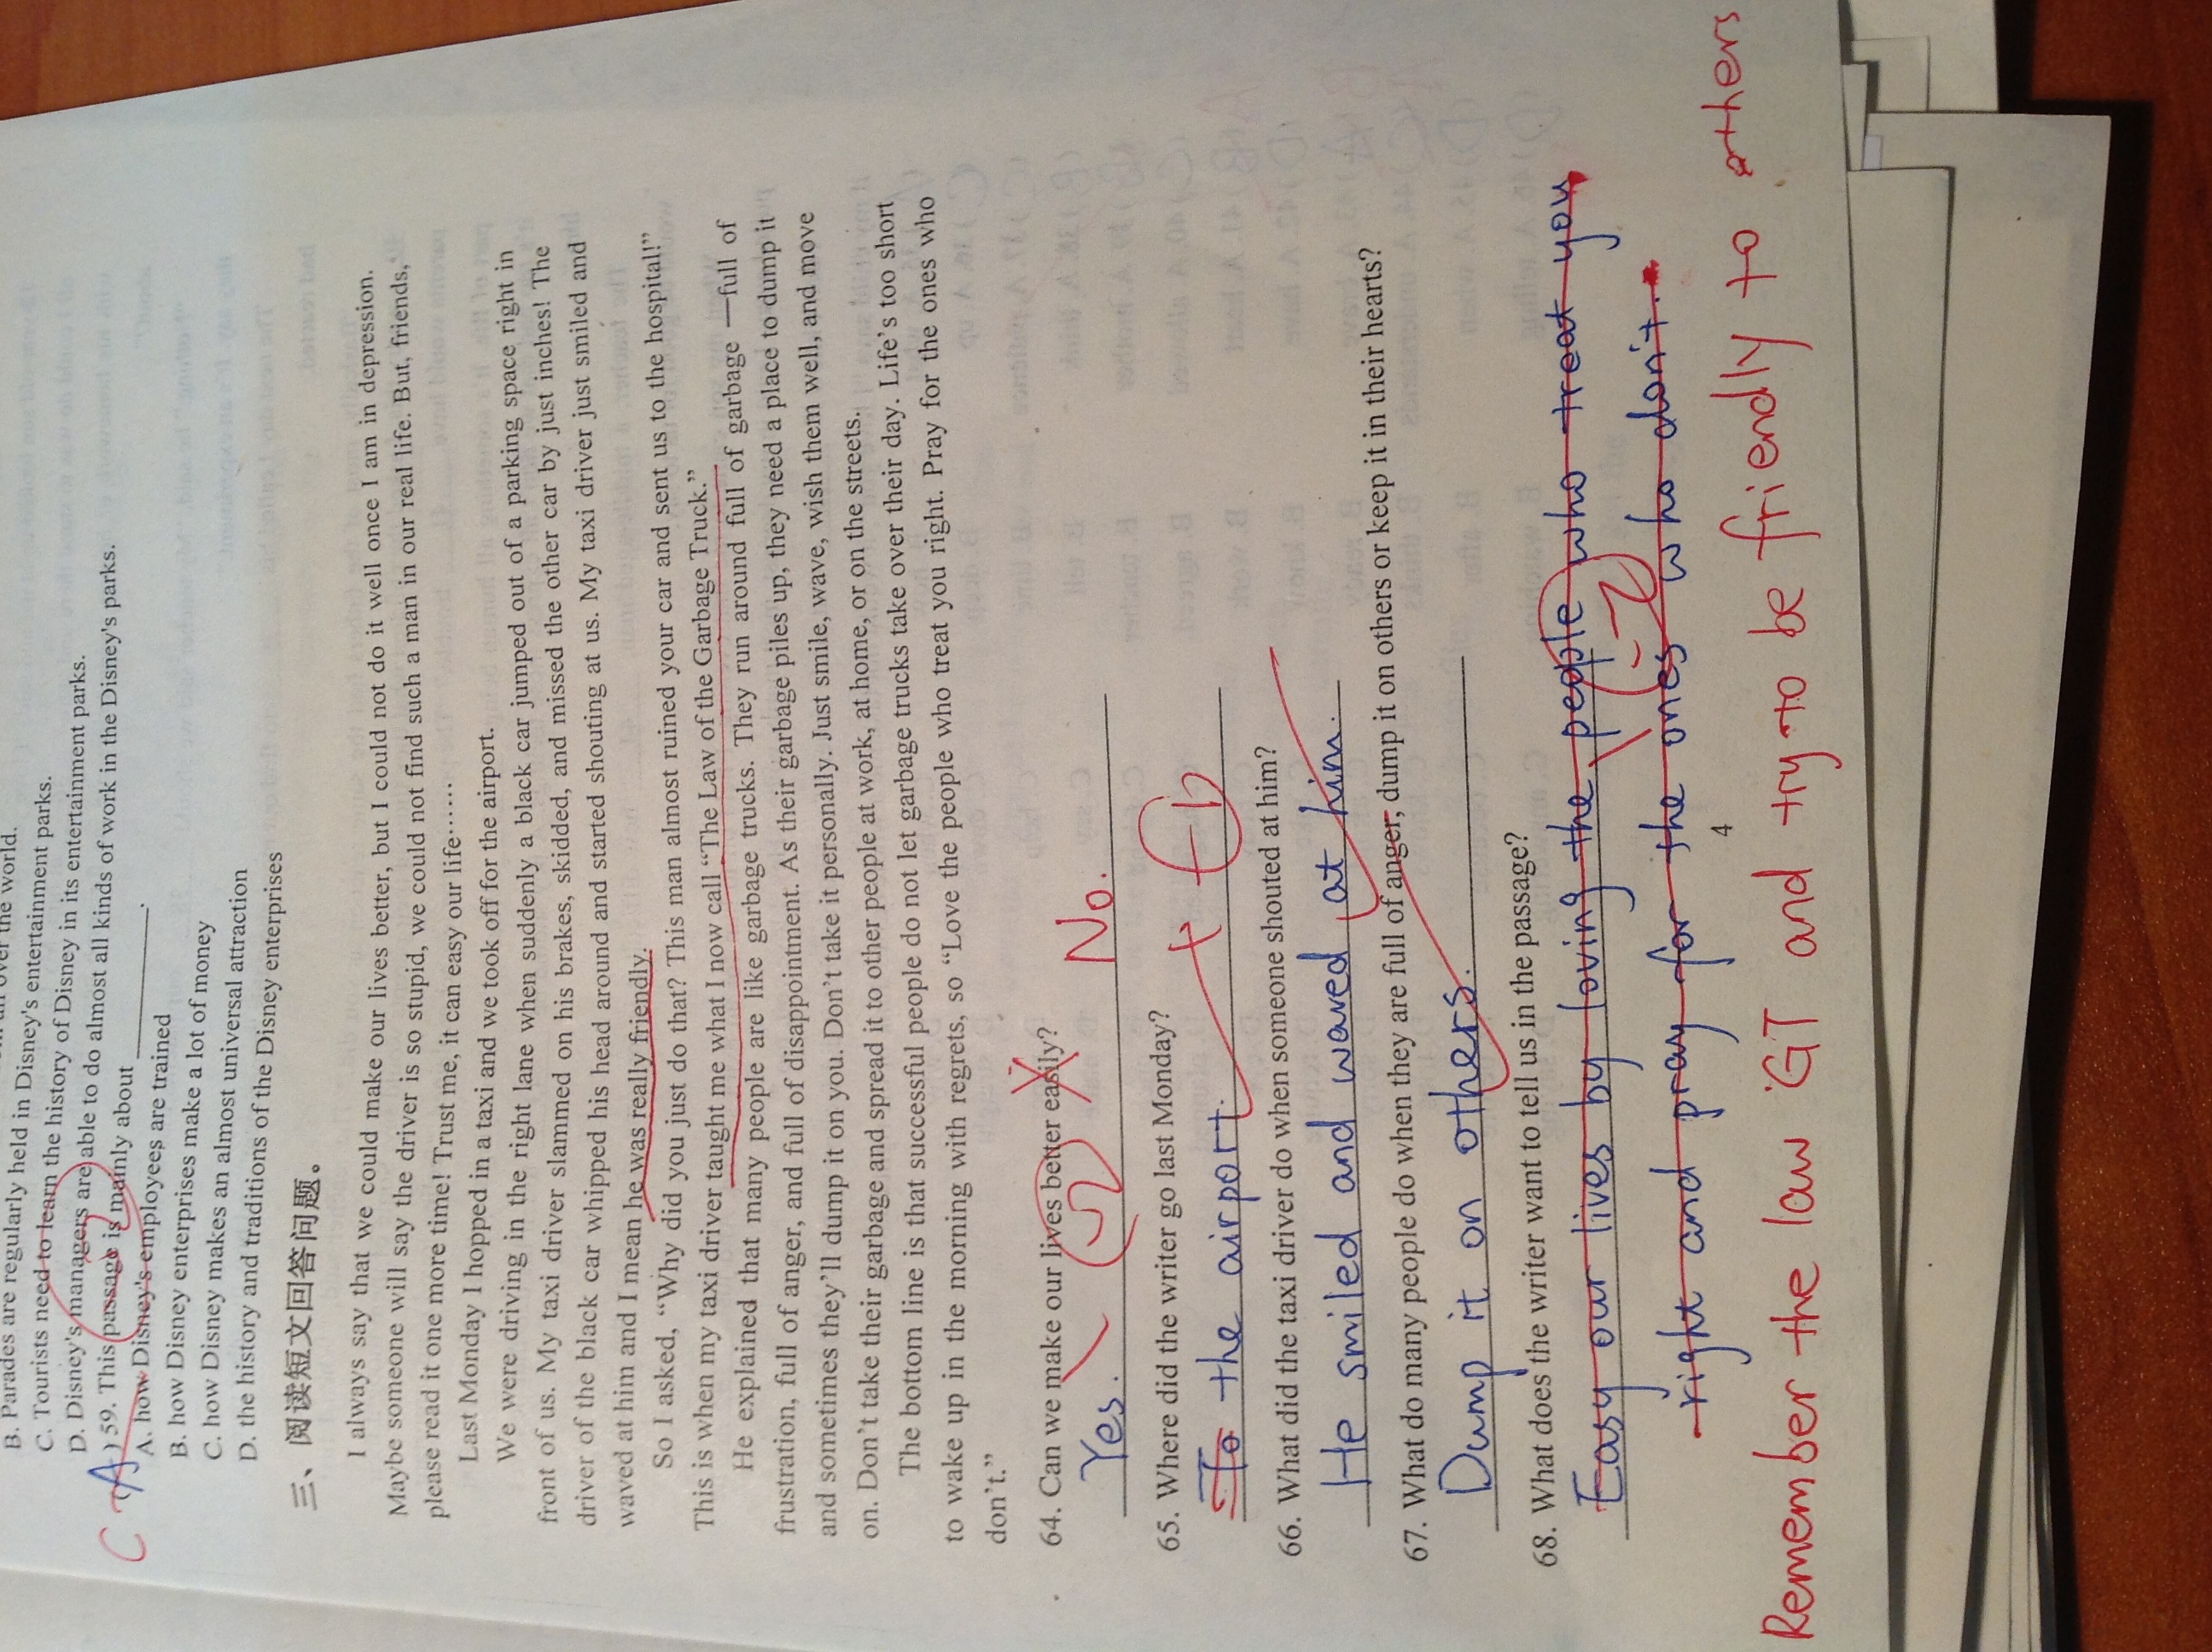 over the world.
B. Parades are regularly held in Disney's entertainment parks.
C. Tourists need to learn the history of Disney in its entertainment parks.
D. Disney's managers are able to do almost all kinds of work in the Disney's parks.
C (A) 59. This passage is mainly about ________.
A. how Disney's employees are trained
B. how Disney enterprises make a lot of money
C. how Disney makes an almost universal attraction
D. the history and traditions of the Disney enterprises
三、阅读短文回答问题。
I always say that we could make our lives better, but I could not do it well once I am in depression.
Maybe someone will say the driver is so stupid, we could not find such a man in our real life. But, friends,
please read it one more time! Trust me, it can easy our life······
Last Monday I hopped in a taxi and we took off for the airport.
We were driving in the right lane when suddenly a black car jumped out of a parking space right in
front of us. My taxi driver slammed on his brakes, skidded, and missed the other car by just inches! The
driver of the black car whipped his head around and started shouting at us. My taxi driver just smiled and
waved at him and I mean he was really friendly.
So I asked, “Why did you just do that? This man almost ruined your car and sent us to the hospital!”
This is when my taxi driver taught me what I now call “The Law of the Garbage Truck.”
He explained that many people are like garbage trucks. They run around full of garbage —full of
frustration, full of anger, and full of disappointment. As their garbage piles up, they need a place to dump it
and sometimes they’ll dump it on you. Don’t take it personally. Just smile, wave, wish them well, and move
on. Don’t take their garbage and spread it to other people at work, at home, or on the streets.
The bottom line is that successful people do not let garbage trucks take over their day. Life’s too short
to wake up in the morning with regrets, so “Love the people who treat you right. Pray for the ones who
don’t.”
64. Can we make our lives better easily?
Yes. No.
65. Where did the writer go last Monday?
To the airport.
66. What did the taxi driver do when someone shouted at him?
He smiled and waved at him.
67. What do many people do when they are full of anger, dump it on others or keep it in their hearts?
Dump it on others.
68. What does the writer want to tell us in the passage?
Easy our lives by loving the people who treat you
right and pray for the ones who don't.
4
Remember the law GT and try to be friendly to others